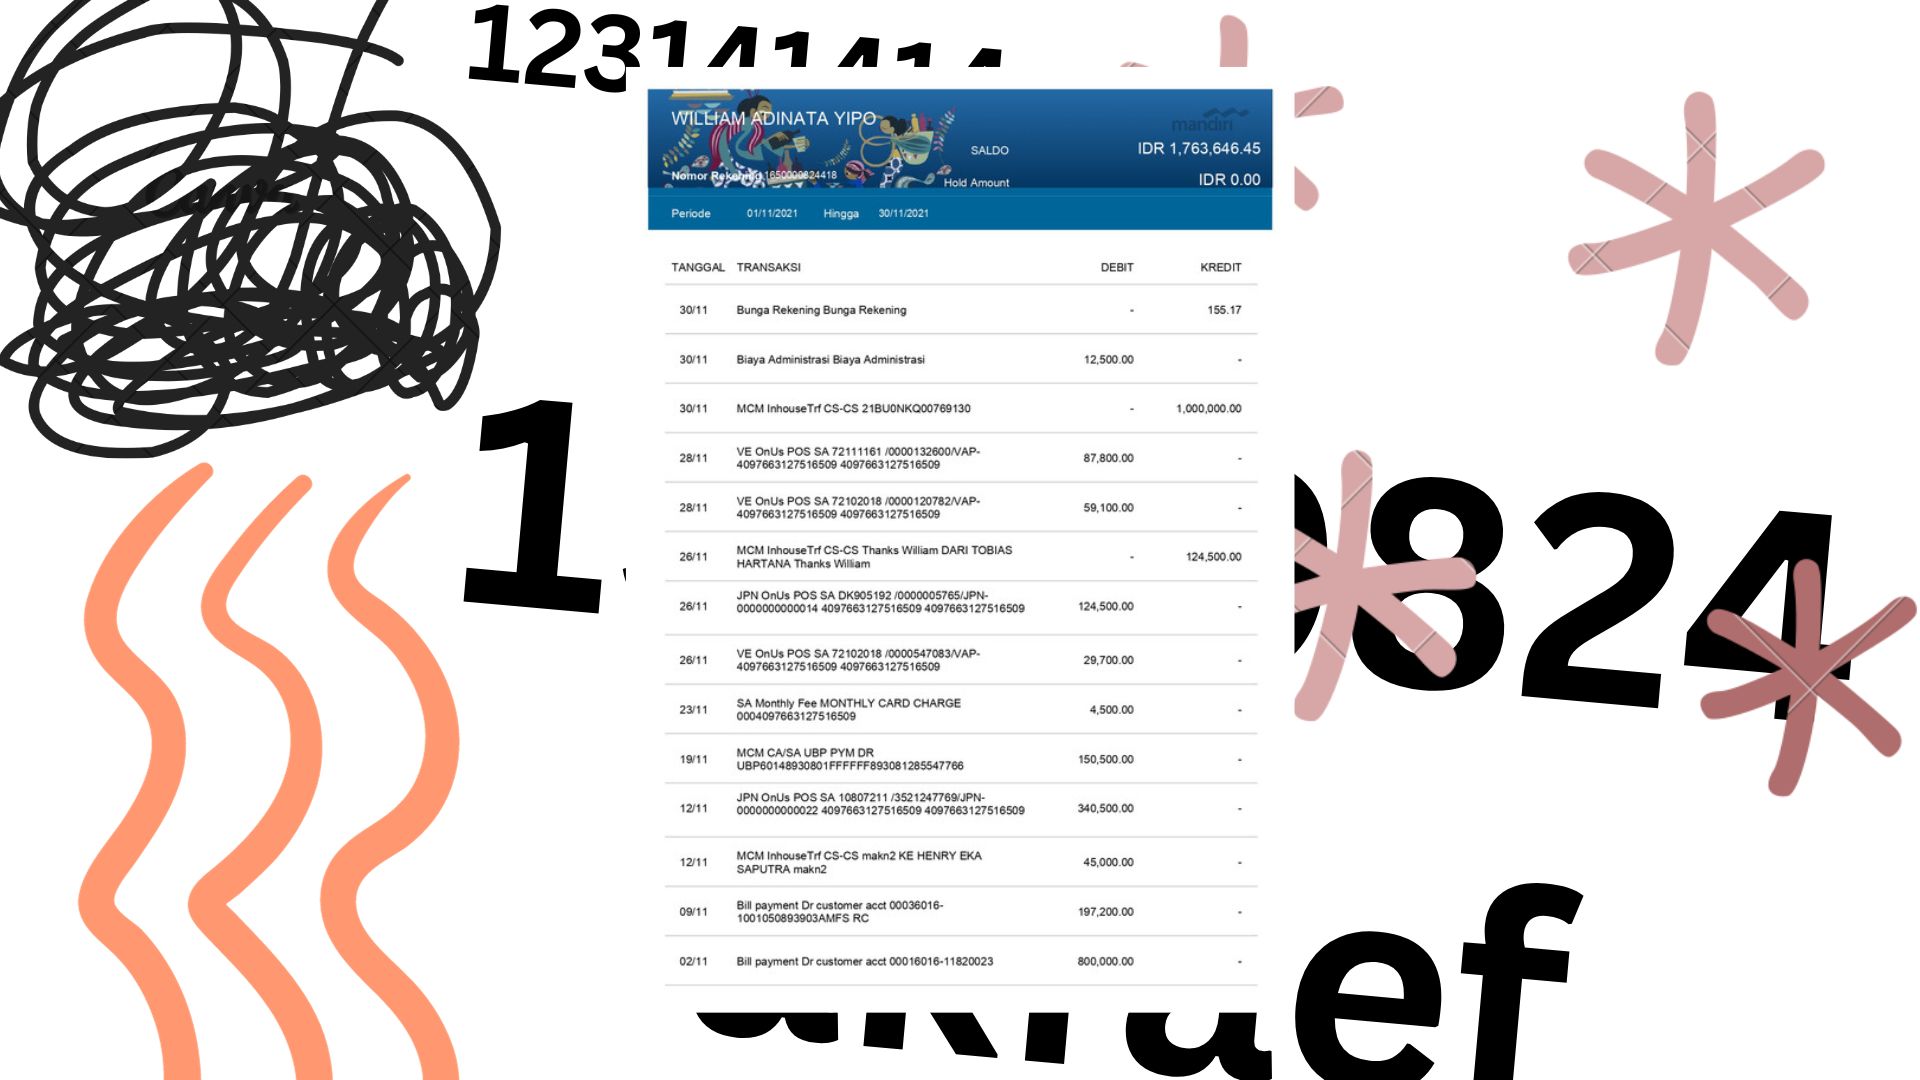 123141414
WILLIAM ADINATA YIPO
mandiri
SALDO IDR 1,763,646.45
Nomor Rekening 1650000824418
Hold Amount IDR 0.00
Periode 01/11/2021 Hingga 30/11/2021
TANGGAL TRANSAKSI DEBIT KREDIT
30/11 Bunga Rekening Bunga Rekening - 155.17
30/11 Biaya Administrasi Biaya Administrasi 12,500.00 -
30/11 MCM InhouseTrf CS-CS 21BU0NKQ00769130 - 1,000,000.00
28/11 VE OnUs POS SA 72111161 /0000132600/VAP-
4097663127516509 4097663127516509 87,800.00 -
28/11 VE OnUs POS SA 72102018 /0000120782/VAP-
4097663127516509 4097663127516509 59,100.00 -
26/11 MCM InhouseTrf CS-CS Thanks William DARI TOBIAS
HARTANA Thanks William - 124,500.00
26/11 JPN OnUs POS SA DK905192 /0000005765/JPN-
0000000000014 4097663127516509 4097663127516509 124,500.00 -
26/11 VE OnUs POS SA 72102018 /0000547083/VAP-
4097663127516509 4097663127516509 29,700.00 -
23/11 SA Monthly Fee MONTHLY CARD CHARGE
0004097663127516509 4,500.00 -
19/11 MCM CA/SA UBP PYM DR
UBP60148930801FFFFFF893081285547766 150,500.00 -
12/11 JPN OnUs POS SA 10807211 /3521247769/JPN-
0000000000022 4097663127516509 4097663127516509 340,500.00 -
12/11 MCM InhouseTrf CS-CS makn2 KE HENRY EKA
SAPUTRA makn2 45,000.00 -
09/11 Bill payment Dr customer acct 00036016-
1001050893903AMFS RC 197,200.00 -
02/11 Bill payment Dr customer acct 00016016-11820023 800,000.00 -
1
824
ef